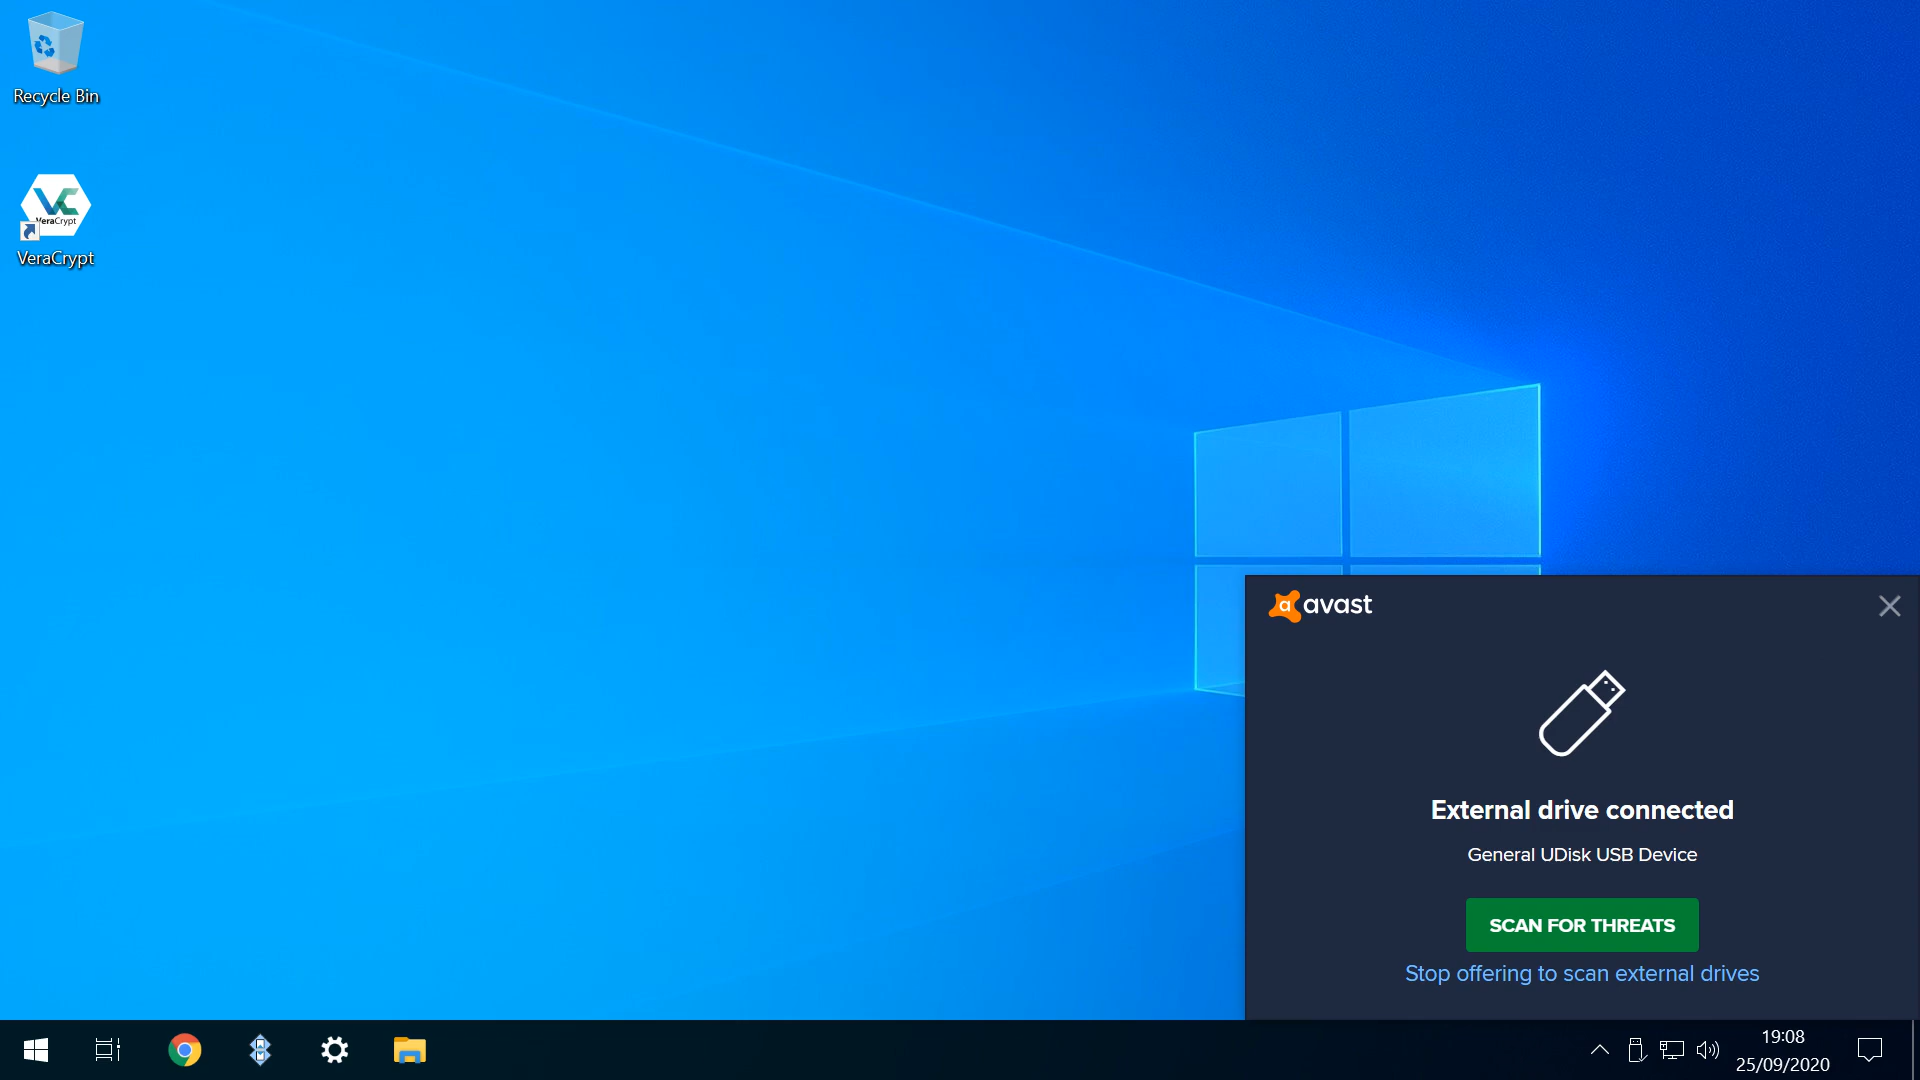 Recycle Bin
VeraCrypt
VeraCrypt
avast
External drive connected
General UDisk USB Device
SCAN FOR THREATS
Stop offering to scan external drives
19:08
25/09/2020